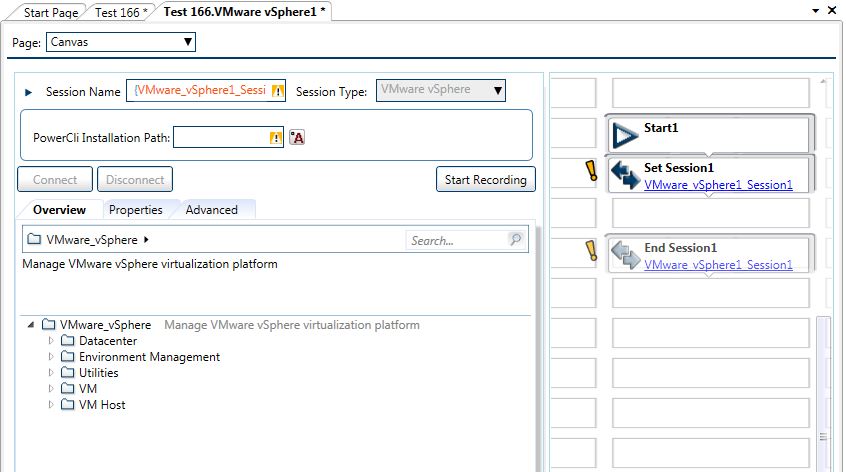 Start Page
Test 166 *
Test 166.VMware vSphere1 *
Page:
Canvas
Session Name
{VMware_vSphere1_Sessi
Session Type:
VMware vSphere
PowerCli Installation Path:
A
Connect
Disconnect
Start Recording
Overview
Properties
Advanced
VMware_vSphere
Search...
Manage VMware vSphere virtualization platform
VMware_vSphere Manage VMware vSphere virtualization platform
Datacenter
Environment Management
Utilities
VM
VM Host
Start1
Set Session1
VMware_vSphere1_Session1
End Session1
VMware_vSphere1_Session1